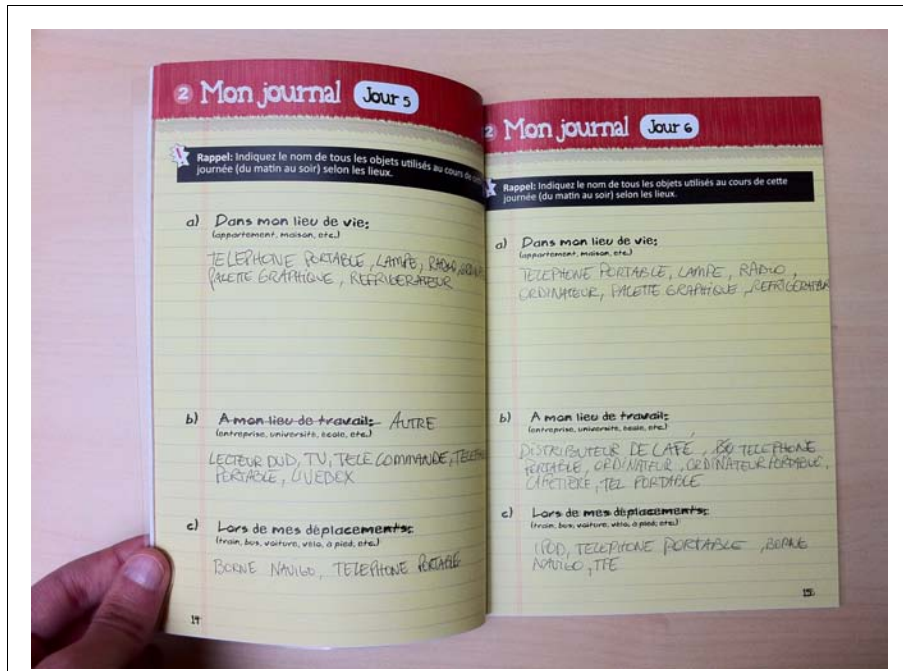 2 Mon journal Jour 5
Rappel: Indiquez le nom de tous les objets utilisés au cours de cette
journée (du matin au soir) selon les lieux.
a) Dans mon lieu de vie:
(appartement, maison, etc.)
TELEPHONE PORTABLE, LAMPE, RADIO,
PALETTE GRAPHIQUE, REFRIGERATEUR
b) A mon lieu de travail: AUTRE
(entreprise, université, école, etc.)
LECTEUR DVD, TV, TELECOMMANDE,
PORTABLE, LIVEBOX
c) Lors de mes déplacements:
(train, bus, voiture, vélo, à pied, etc.)
BORNE NAVIGO, TELEPHONE PORTABLE
14
2 Mon journal Jour 6
Rappel: Indiquez le nom de tous les objets utilisés au cours de cette
journée (du matin au soir) selon les lieux.
a) Dans mon lieu de vie:
(appartement, maison, etc.)
TELEPHONE PORTABLE, LAMPE, RADIO,
ORDINATEUR, PALETTE GRAPHIQUE, REFRIGERATEUR
b) A mon lieu de travail:
(entreprise, université, école, etc.)
DISTRIBUTEUR DE CAFÉ, TELEPHONE
PORTABLE, ORDINATEUR, ORDINATEUR PORTABLE,
CAFETIERE, TEL PORTABLE
c) Lors de mes déplacements:
(train, bus, voiture, vélo, à pied, etc.)
IPOD, TELEPHONE PORTABLE, BORNE
NAVIGO, TPE
15